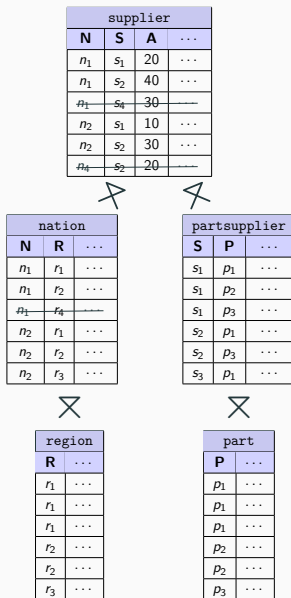 supplier
N S A ···
n1 s1 20 ···
n1 s2 40 ···
n1 s4 30 ···
n2 s1 10 ···
n2 s2 30 ···
n4 s2 20 ···
nation
N R ···
n1 r1 ···
n1 r2 ···
n1 r4 ···
n2 r1 ···
n2 r2 ···
n2 r3 ···
partsupplier
S P ···
s1 p1 ···
s1 p2 ···
s1 p3 ···
s2 p1 ···
s2 p3 ···
s3 p1 ···
region
R ···
r1 ···
r1 ···
r1 ···
r2 ···
r2 ···
r3 ···
part
P ···
p1 ···
p1 ···
p1 ···
p2 ···
p2 ···
p3 ···